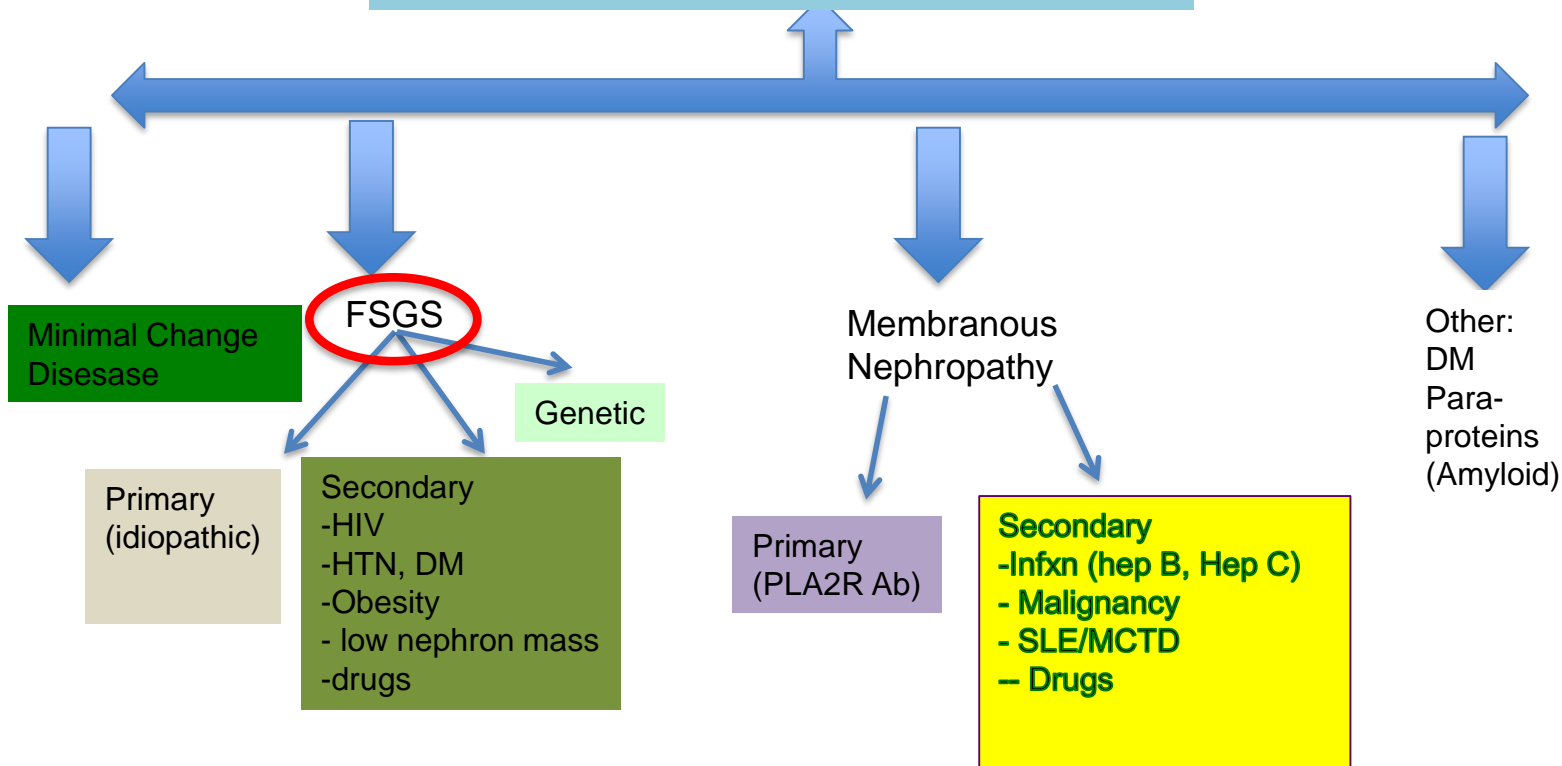 Minimal Change
Disesase
FSGS
Genetic
Primary
(idiopathic)
Secondary
-HIV
-HTN, DM
-Obesity
- low nephron mass
-drugs
Membranous
Nephropathy
Primary
(PLA2R Ab)
Secondary
-Infxn (hep B, Hep C)
- Malignancy
- SLE/MCTD
-- Drugs
Other:
DM
Para-
proteins
(Amyloid)